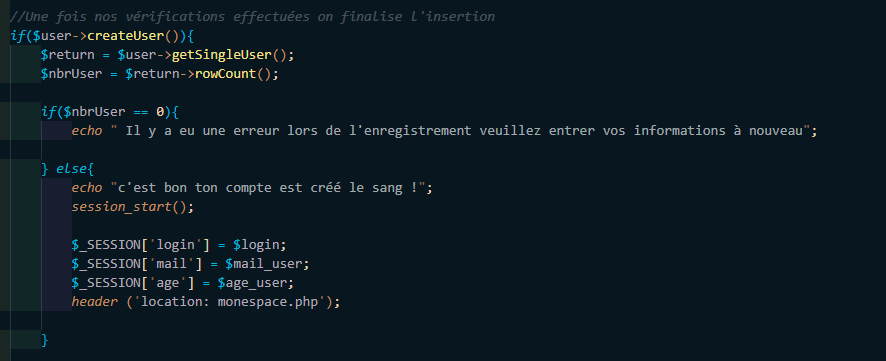 //Une fois nos vérifications effectuées on finalise l'insertion
if($user->createUser()){
$return = $user->getSingleUser();
$nbrUser = $return->rowCount();
if($nbrUser == 0){
echo " Il y a eu une erreur lors de l'enregistrement veuillez entrer vos informations à nouveau";
} else{
echo "c'est bon ton compte est créé le sang !";
session_start();
$_SESSION['login'] = $login;
$_SESSION['mail'] = $mail_user;
$_SESSION['age'] = $age_user;
header ('location: monespace.php');
}